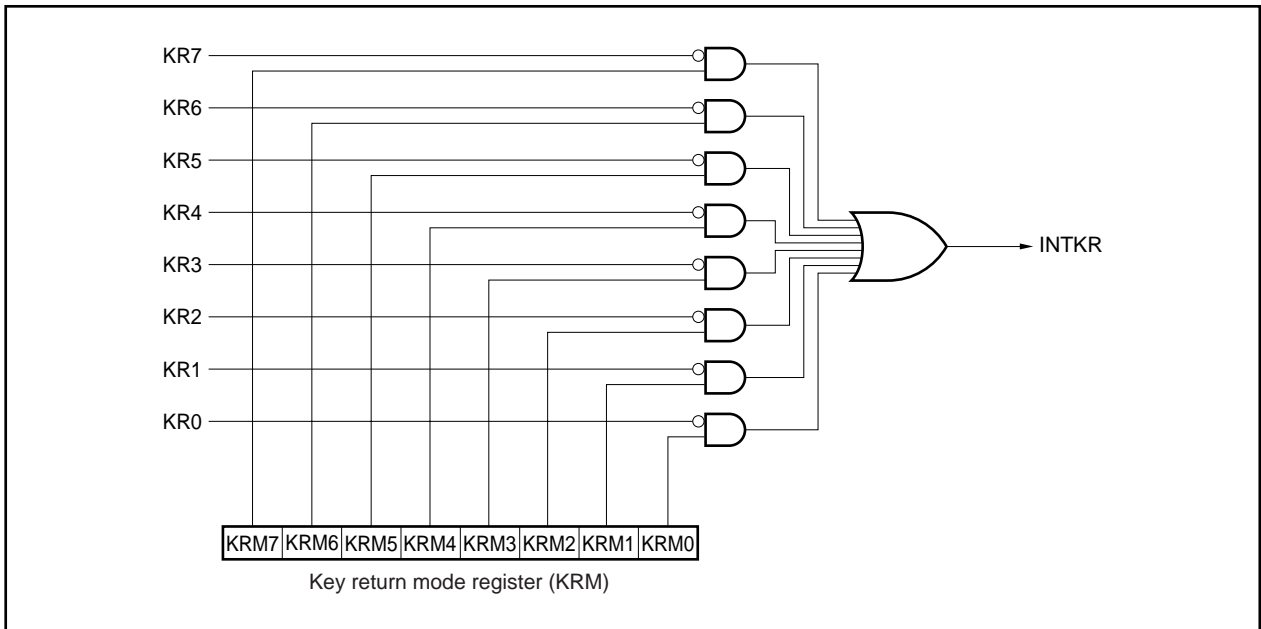 KR7
KR6
KR5
KR4
KR3
KR2
KR1
KR0
INTKR
KRM7 KRM6 KRM5 KRM4 KRM3 KRM2 KRM1 KRM0
Key return mode register (KRM)